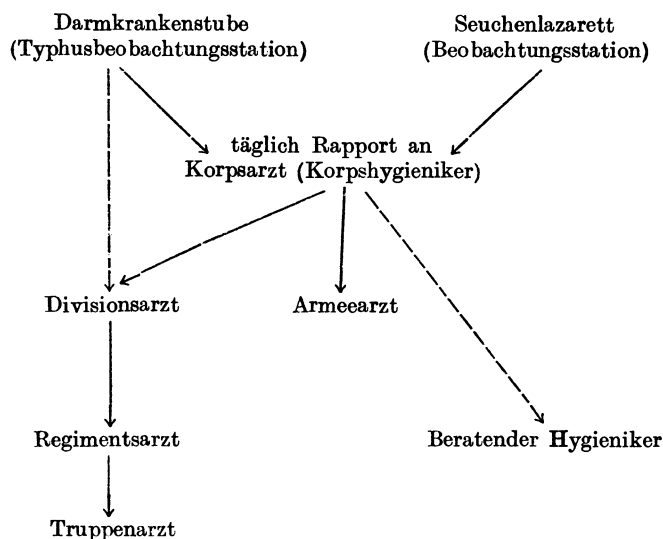 Darmkrankenstube
(Typhusbeobachtungsstation)
Seuchenlazarett
(Beobachtungsstation)
täglich Rapport an
Korpsarzt (Korpshygieniker)
Divisionsarzt
Armeearzt
Regimentsarzt
Beratender Hygieniker
Truppenarzt